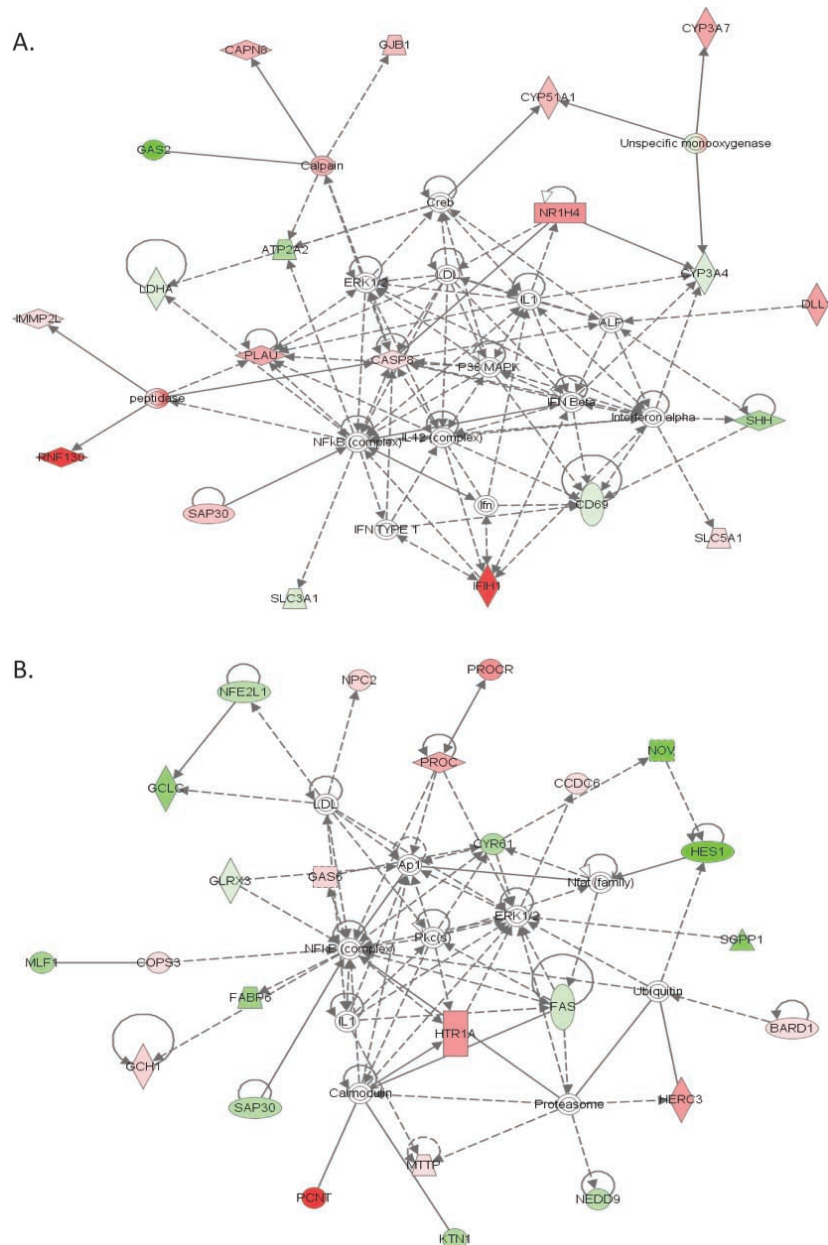 A.
CYP3A7
GJB1
CAPN8
CYP51A1
GAS2
Unspecific monooxygenase
Calpain
Creb
NR1H4
ATP2A2
LDHA
ERK1/2
LDL
CYP3A4
IL1
DLL1
IMMP2L
ALP
PLAU
CASP8
P38 MAPK
peptidase
IFN Beta
Interferon alpha
SHH
NFkB (complex)
IL12 (complex)
RNF130
SAP30
Ifn
CD69
IFN TYPE 1
SLC5A1
IFIH1
SLC3A1
B.
PROCR
NPC2
NFE2L1
NOV
PROC
CCDC6
GCLC
LDL
CYR61
HES1
Ap1
Nfat (family)
GLRX3
GAS6
ERK1/2
Pkc(s)
SGPP1
NFkB (complex)
MLF1
COPS3
Ubiquitin
FABP6
FAS
IL1
HTR1A
BARD1
GCH1
Calmodulin
HERC3
SAP30
Proteasome
MTTP
PCNT
NEDD9
KTN1